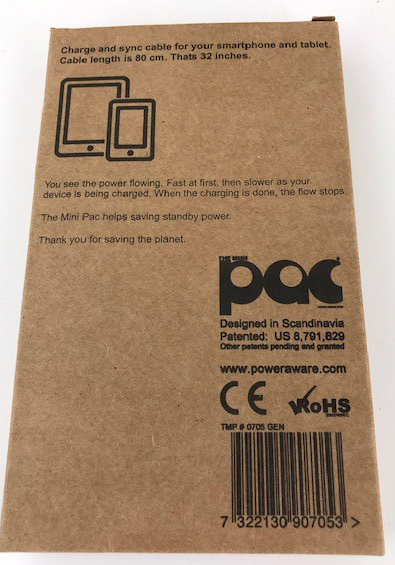 Charge and sync cable for your smartphone and tablet.
Cable length is 80 cm. Thats 32 inches.
You see the power flowing. Fast at first, then slower as your
device is being charged. When the charging is done, the flow stops.
The Mini Pac helps saving standby power.
Thank you for saving the planet.
THE MINI
pac
Designed in Scandinavia
Patented: US 8,791,829
Other patents pending and granted
www.poweraware.com
CE RoHS
TMP # 0705 GEN
7 322130 907053 >